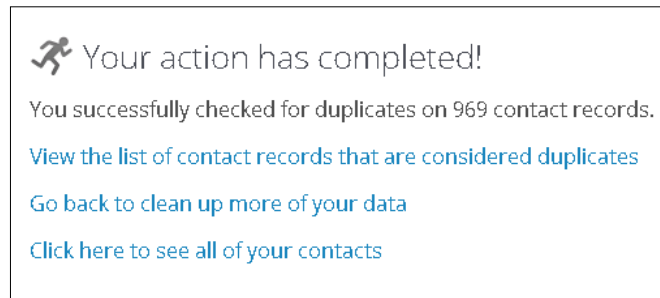 Your action has completed!
You successfully checked for duplicates on 969 contact records.
View the list of contact records that are considered duplicates
Go back to clean up more of your data
Click here to see all of your contacts